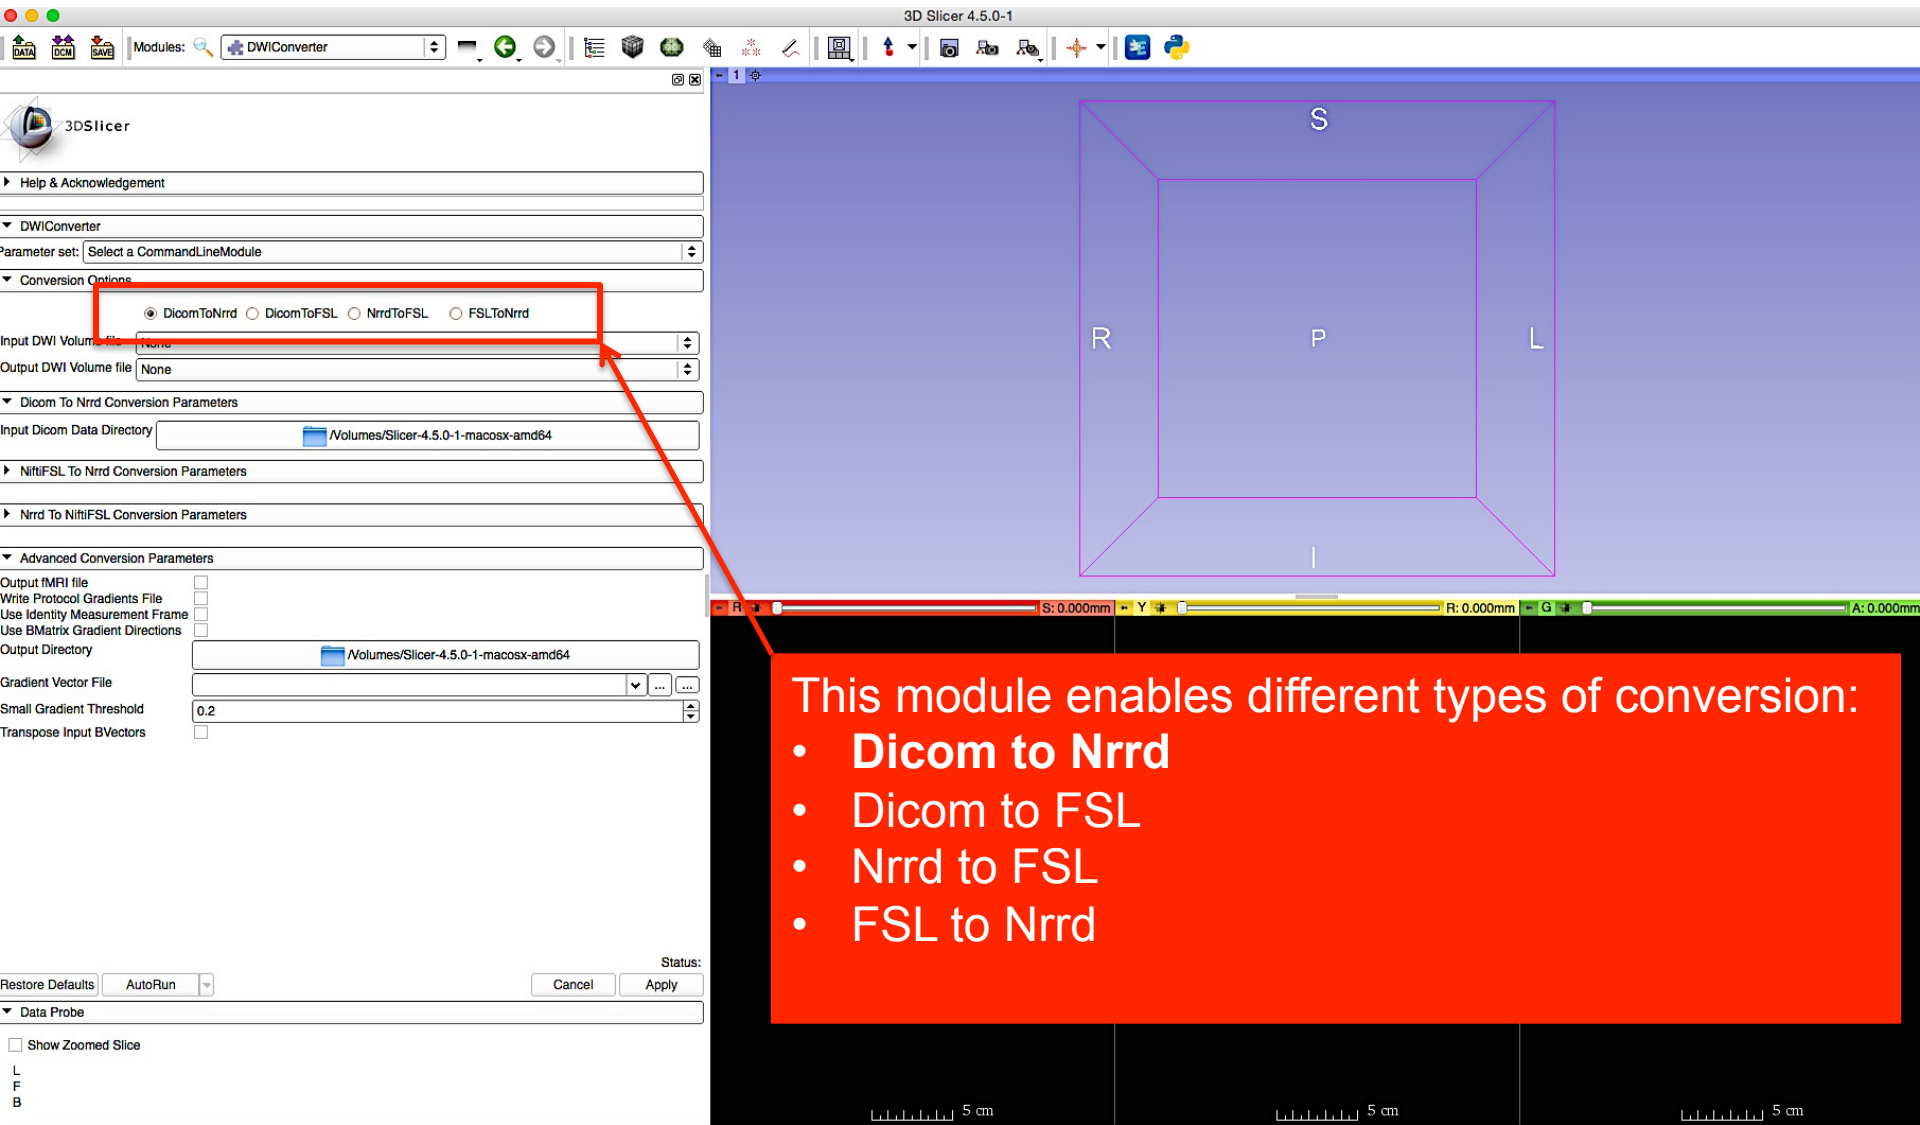 3D Slicer 4.5.0-1
DATA DCM SAVE Modules: DWIConverter
1
3DSlicer
Help & Acknowledgement
DWIConverter
Parameter set: Select a CommandLineModule
Conversion Options
DicomToNrrd DicomToFSL NrrdToFSL FSLToNrrd
Input DWI Volume file None
Output DWI Volume file None
Dicom To Nrrd Conversion Parameters
Input Dicom Data Directory /Volumes/Slicer-4.5.0-1-macosx-amd64
NiftiFSL To Nrrd Conversion Parameters
Nrrd To NiftiFSL Conversion Parameters
Advanced Conversion Parameters
Output fMRI file
Write Protocol Gradients File
Use Identity Measurement Frame
Use BMatrix Gradient Directions
Output Directory /Volumes/Slicer-4.5.0-1-macosx-amd64
Gradient Vector File ... ...
Small Gradient Threshold 0.2
Transpose Input BVectors
Status:
Restore Defaults AutoRun Cancel Apply
Data Probe
Show Zoomed Slice
L
F
B
S
R P L
I
R S: 0.000mm Y R: 0.000mm G A: 0.000mm
This module enables different types of conversion:
• Dicom to Nrrd
• Dicom to FSL
• Nrrd to FSL
• FSL to Nrrd
5 cm 5 cm 5 cm